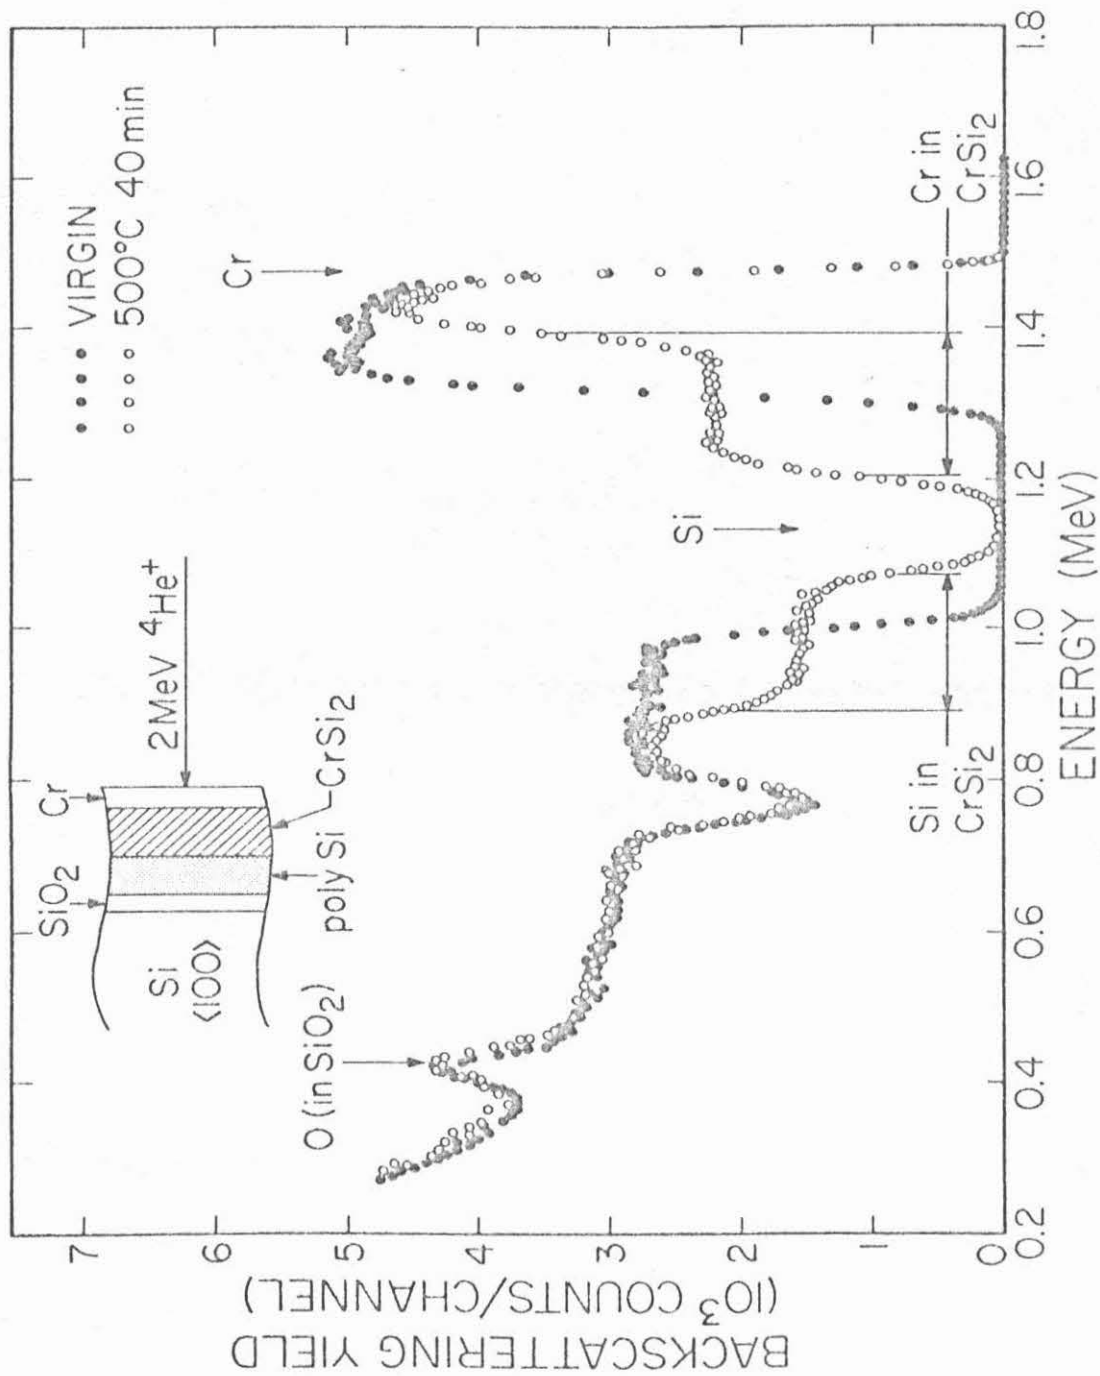 VIRGIN
500°C 40 min
Cr
Cr in
CrSi2
Si
Si in
CrSi2
O (in SiO2)
2MeV 4He+
SiO2
Cr
Si
<100>
poly Si
CrSi2
BACKSCATTERING YIELD
(10³ COUNTS/CHANNEL)
7
6
5
4
3
2
1
0
0.2
0.4
0.6
0.8
1.0
1.2
1.4
1.6
1.8
ENERGY (MeV)